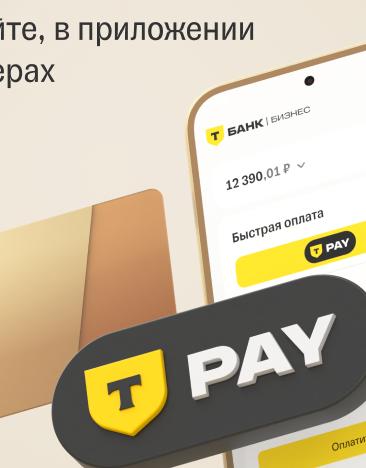 йте, в приложении
ерах
Т БАНК | БИЗНЕС
12 390,01 ₽
Быстрая оплата
Т PAY
Т PAY
Оплати